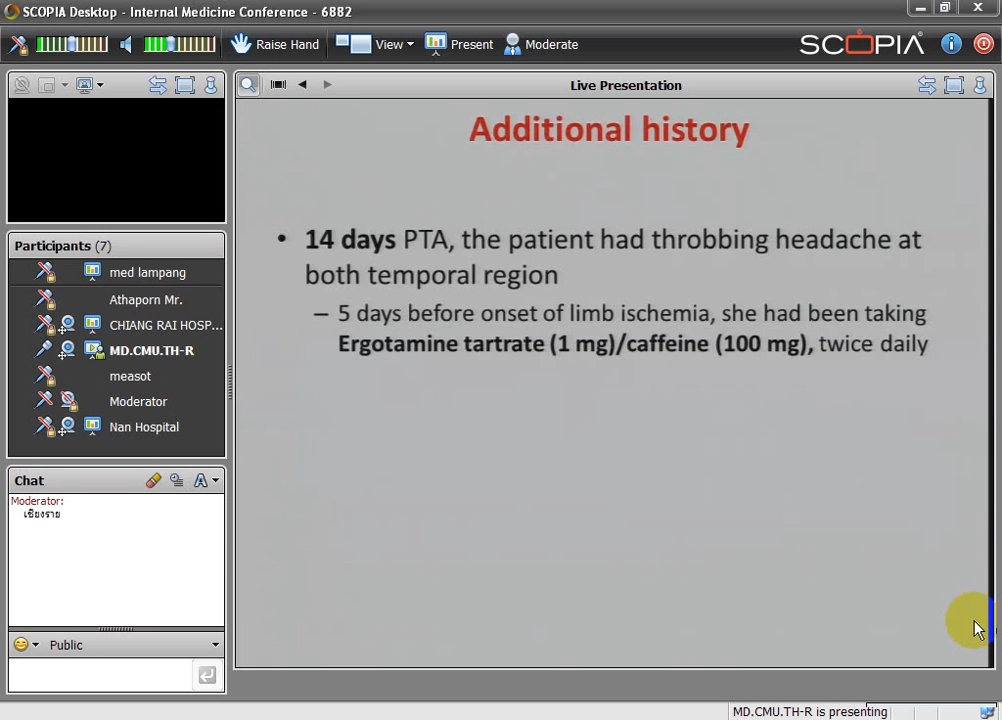 SCOPIA Desktop - Internal Medicine Conference - 6882
Raise Hand
View
Present
Moderate
SCOPIA
Live Presentation
Participants (7)
med lampang
Athaporn Mr.
CHIANG RAI HOSP...
MD.CMU.TH-R
measot
Moderator
Nan Hospital
Chat
Moderator:
เชียงราย
Public
Additional history
• 14 days PTA, the patient had throbbing headache at
both temporal region
– 5 days before onset of limb ischemia, she had been taking
Ergotamine tartrate (1 mg)/caffeine (100 mg), twice daily
MD.CMU.TH-R is presenting